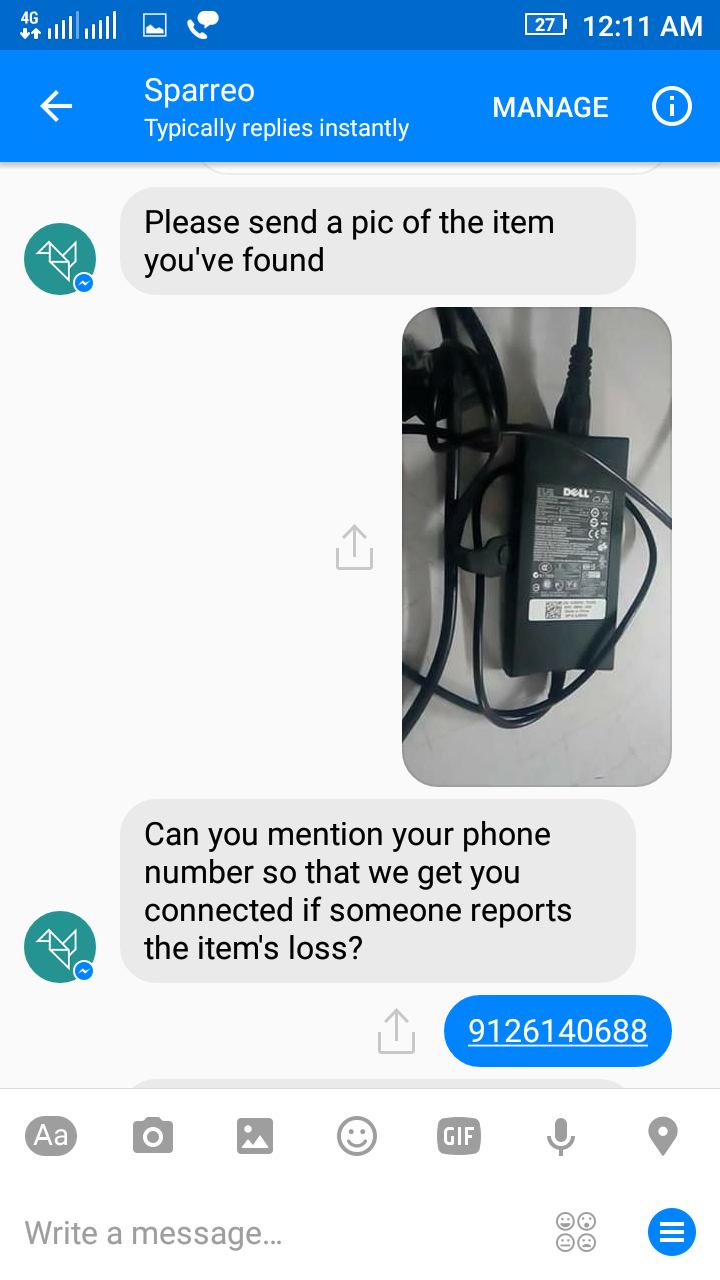 4G
27
12:11 AM
Sparreo
MANAGE
Typically replies instantly
Please send a pic of the item
you've found
DELL
Can you mention your phone
number so that we get you
connected if someone reports
the item's loss?
9126140688
Aa
GIF
Write a message...